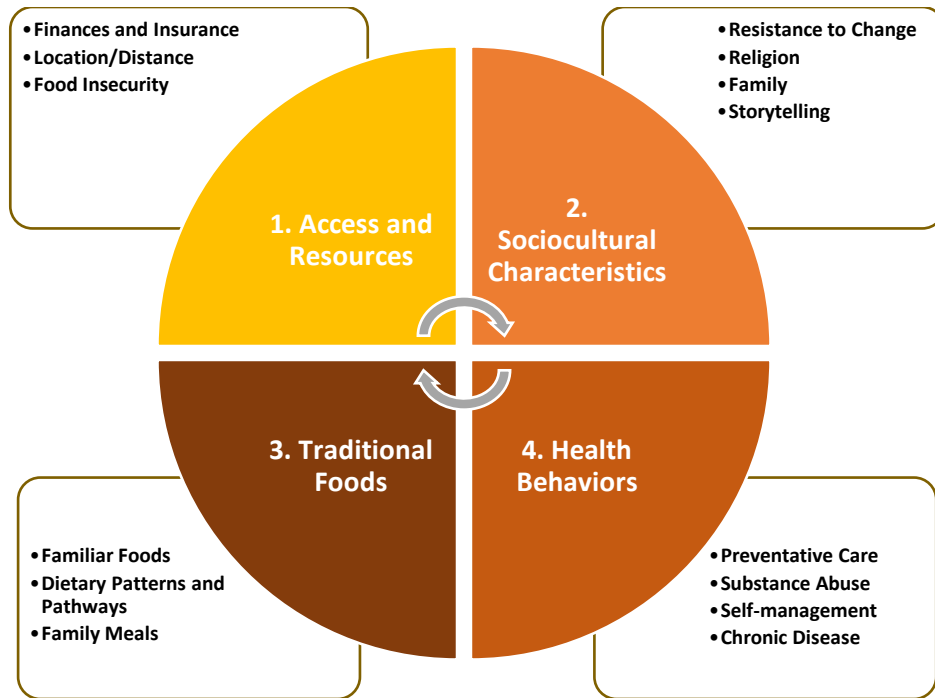 •Finances and Insurance
•Location/Distance
•Food Insecurity
•Resistance to Change
•Religion
•Family
•Storytelling
1. Access and
Resources
2.
Sociocultural
Characteristics
3. Traditional
Foods
4. Health
Behaviors
•Familiar Foods
•Dietary Patterns and
Pathways
•Family Meals
•Preventative Care
•Substance Abuse
•Self-management
•Chronic Disease